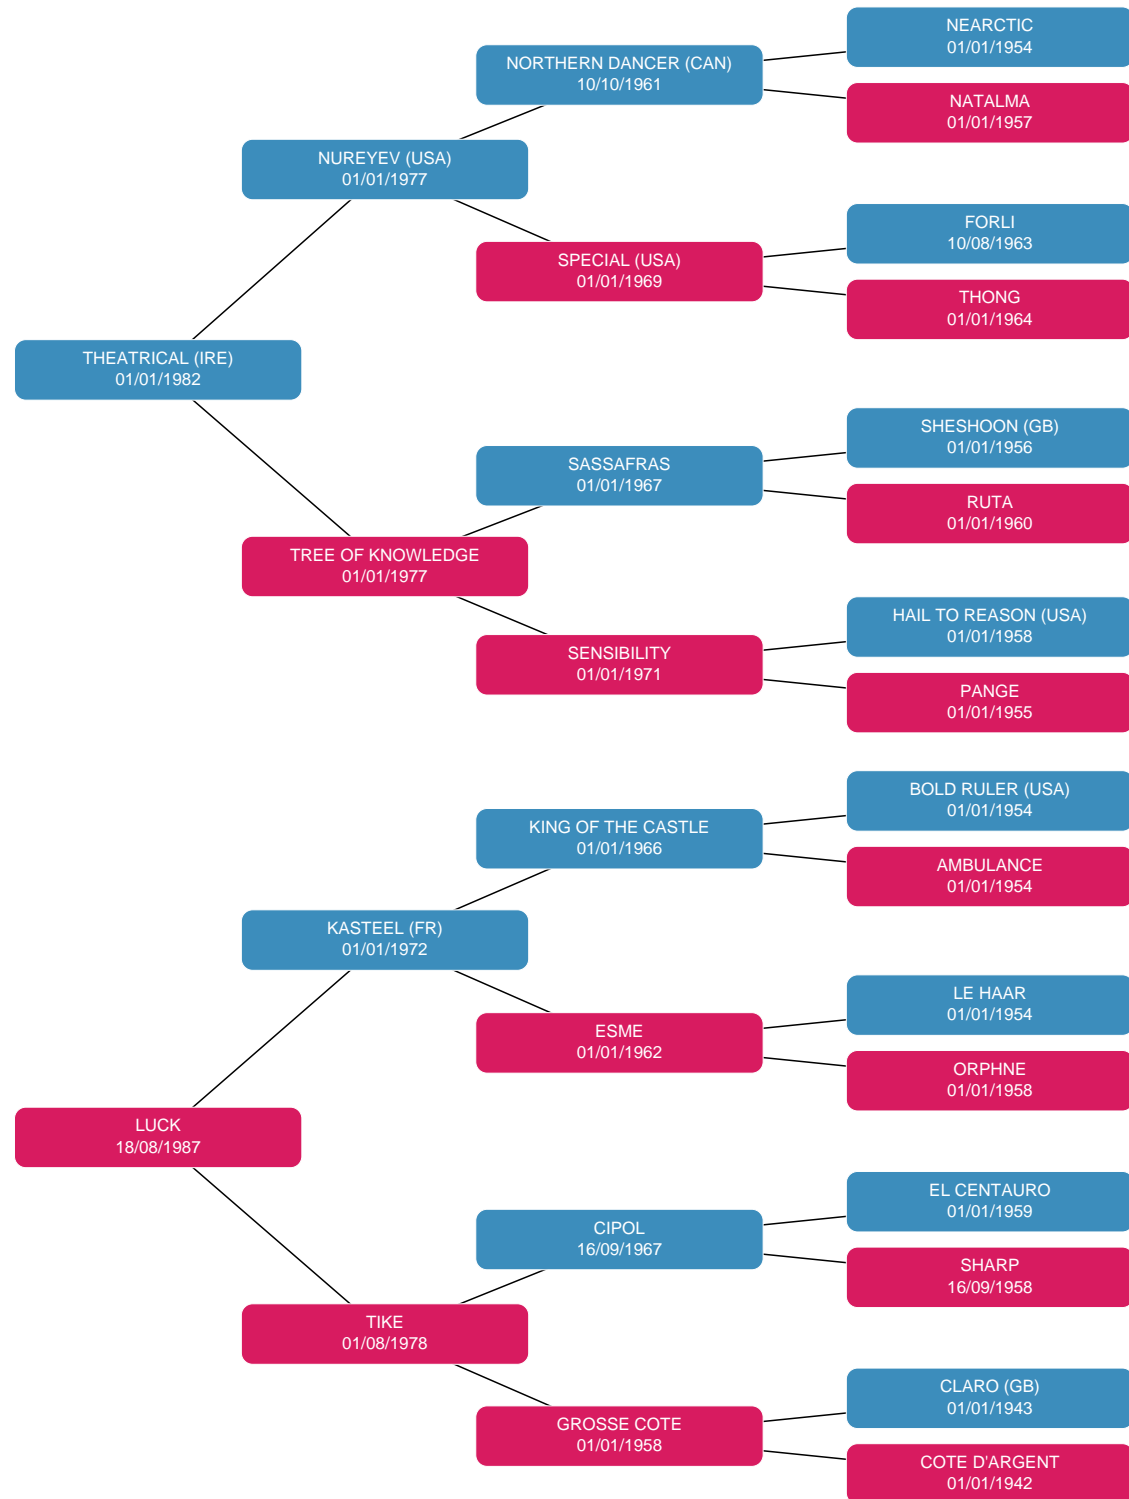 NEARCTIC
01/01/1954
NORTHERN DANCER (CAN)
10/10/1961
NATALMA
01/01/1957
NUREYEV (USA)
01/01/1977
FORLI
10/08/1963
SPECIAL (USA)
01/01/1969
THONG
01/01/1964
THEATRICAL (IRE)
01/01/1982
SHESHOON (GB)
01/01/1956
SASSAFRAS
01/01/1967
RUTA
01/01/1960
TREE OF KNOWLEDGE
01/01/1977
HAIL TO REASON (USA)
01/01/1958
SENSIBILITY
01/01/1971
PANGE
01/01/1955
BOLD RULER (USA)
01/01/1954
KING OF THE CASTLE
01/01/1966
AMBULANCE
01/01/1954
KASTEEL (FR)
01/01/1972
LE HAAR
01/01/1954
ESME
01/01/1962
ORPHNE
01/01/1958
LUCK
18/08/1987
EL CENTAURO
01/01/1959
CIPOL
16/09/1967
SHARP
16/09/1958
TIKE
01/08/1978
CLARO (GB)
01/01/1943
GROSSE COTE
01/01/1958
COTE D'ARGENT
01/01/1942